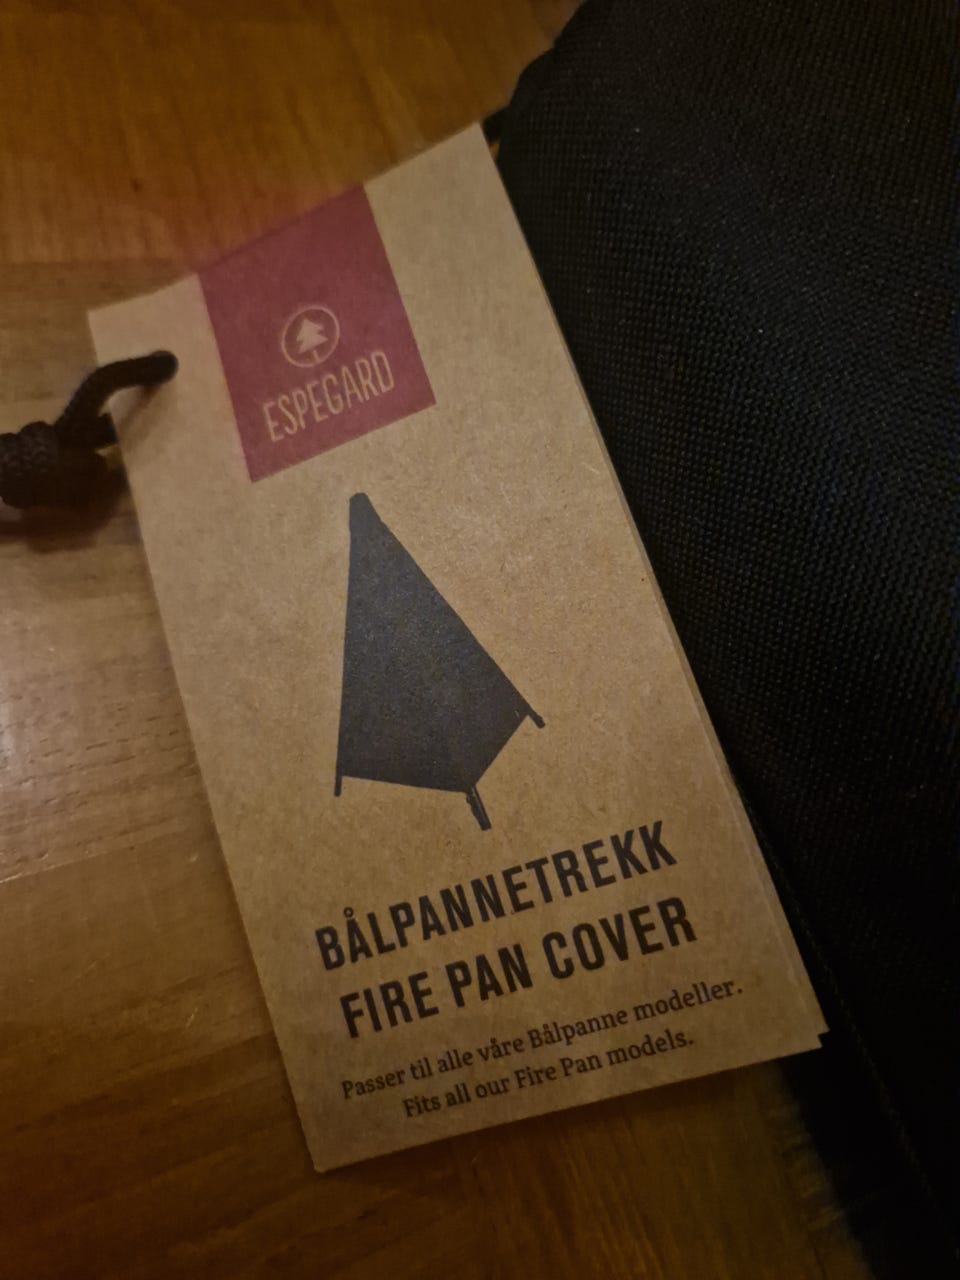 ESPEGARD
BÅLPANNETREKK
FIRE PAN COVER
Passer til alle våre Bålpanne modeller.
Fits all our Fire Pan models.